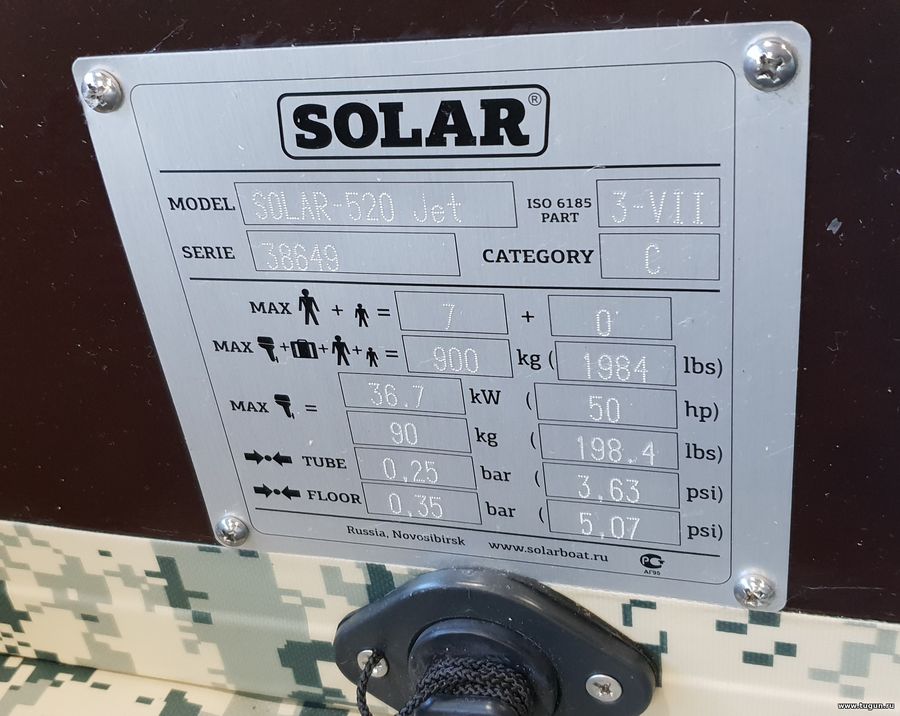 SOLAR®
MODEL SOLAR-520 Jet ISO 6185 PART 3-VII
SERIE 38649 CATEGORY C
MAX + = 7 + 0
MAX + + + = 900 kg (1984 lbs)
MAX = 36.7 kW (50 hp)
90 kg (198.4 lbs)
TUBE 0,25 bar (3,63 psi)
FLOOR 0,35 bar (5,07 psi)
Russia, Novosibirsk www.solarboat.ru
АГ95
www.tugun.ru